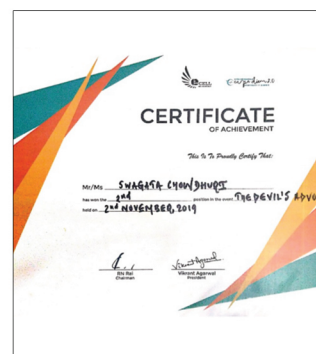 CERTIFICATE
OF ACHIEVEMENT
This Is To Proudly Certify That:
Mr/Ms SWAGATA CHOWDHURY
has won the 2nd position in the event THE DEVIL'S ADVO
held on 2nd NOVEMBER, 2019
RN Rai
Chairman
Vikrant Agarwal
President